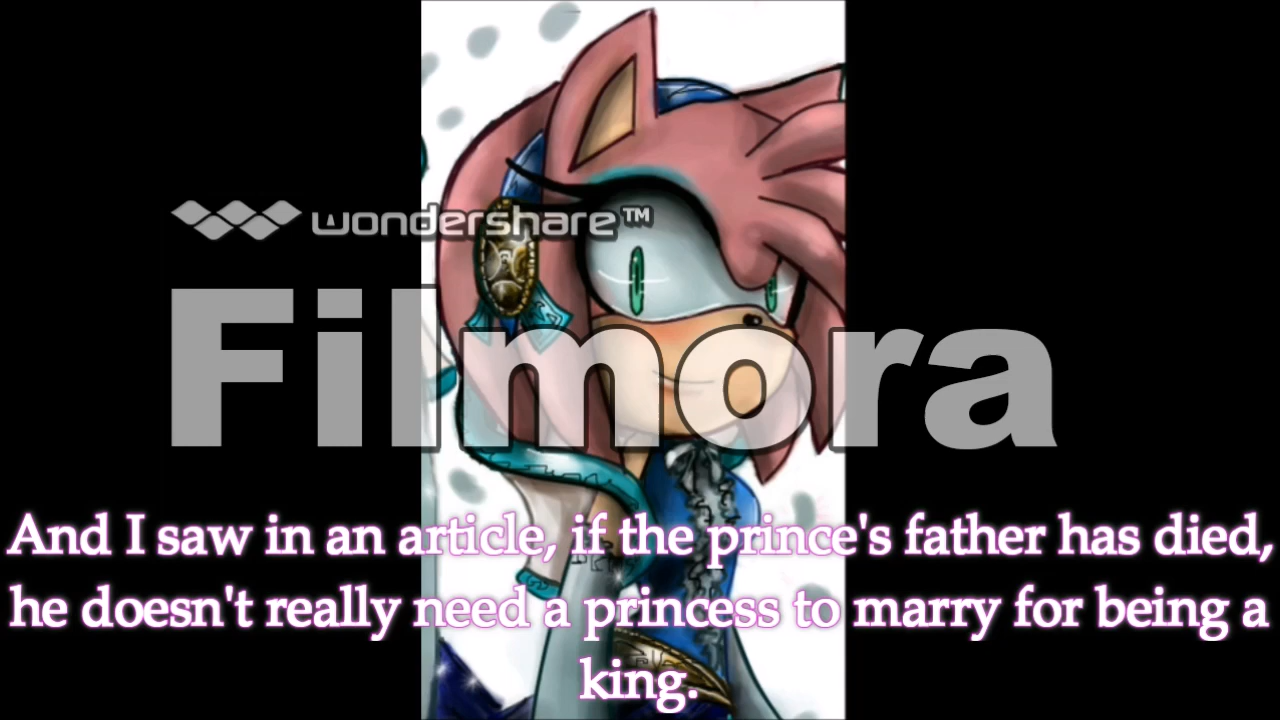 wondershare™
Filmora
And I saw in an article, if the prince's father has died,
he doesn't really need a princess to marry for being a
king.